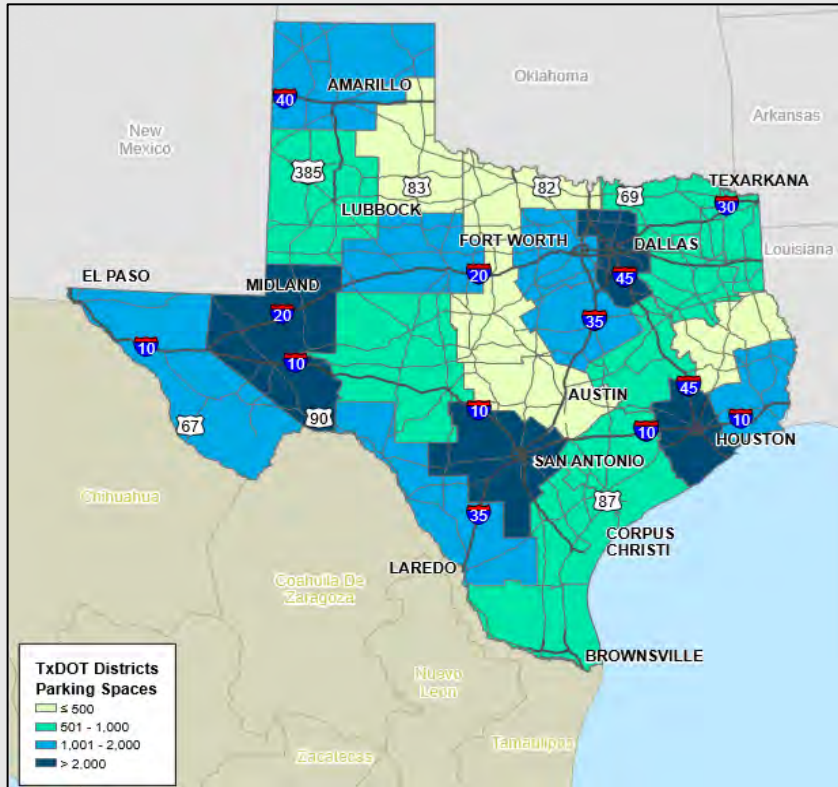 Oklahoma
AMARILLO
40
Arkansas
New
Mexico
385
83
82
69
TEXARKANA
30
LUBBOCK
FORT WORTH
DALLAS
Louisiana
EL PASO
MIDLAND
20
45
20
35
10
10
AUSTIN
45
67
90
10
10
10
HOUSTON
SAN ANTONIO
Chihuahua
87
35
CORPUS
CHRISTI
LAREDO
Coahuila De
Zaragoza
BROWNSVILLE
TxDOT Districts
Parking Spaces
≤ 500
501 - 1,000
1,001 - 2,000
> 2,000
Nuevo
Leon
Tamaulipas
Zacatecas